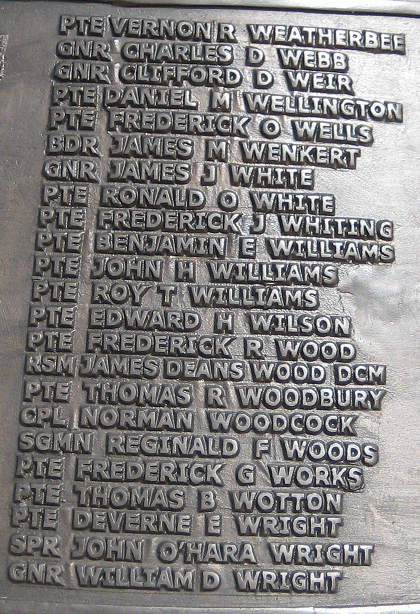 PTE VERNON R WEATHERBEE
GNR CHARLES D WEBB
GNR CLIFFORD D WEIR
PTE DANIEL M WELLINGTON
PTE FREDERICK O WELLS
BDR JAMES M WENKERT
GNR JAMES J WHITE
PTE RONALD O WHITE
PTE FREDERICK J WHITING
PTE BENJAMIN E WILLIAMS
PTE JOHN H WILLIAMS
PTE ROY T WILLIAMS
PTE EDWARD H WILSON
PTE FREDERICK R WOOD
RSM JAMES DEANS WOOD DCM
PTE THOMAS R WOODBURY
CPL NORMAN WOODCOCK
SGMN REGINALD F WOODS
PTE FREDERICK G WORKS
PTE THOMAS B WOTTON
PTE DEVERNE E WRIGHT
SPR JOHN O'HARA WRIGHT
GNR WILLIAM D WRIGHT